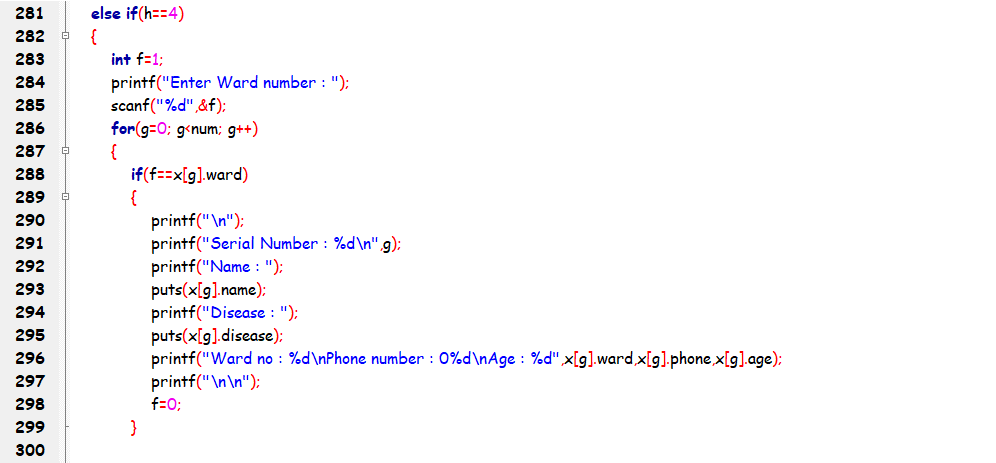 281 else if(h==4)
282 {
283 int f=1;
284 printf("Enter Ward number : ");
285 scanf("%d",&f);
286 for(g=0; g<num; g++)
287 {
288 if(f==x[g].ward)
289 {
290 printf("\n");
291 printf("Serial Number : %d\n",g);
292 printf("Name : ");
293 puts(x[g].name);
294 printf("Disease : ");
295 puts(x[g].disease);
296 printf("Ward no : %d\nPhone number : 0%d\nAge : %d",x[g].ward,x[g].phone,x[g].age);
297 printf("\n\n");
298 f=0;
299 }
300